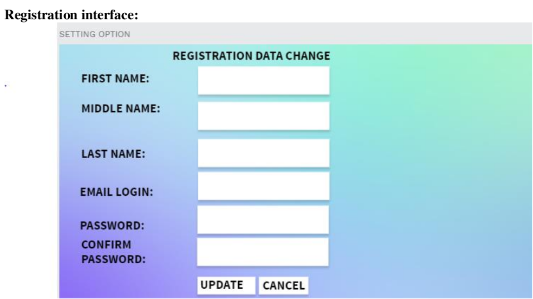 Registration interface:
SETTING OPTION
REGISTRATION DATA CHANGE
FIRST NAME:
MIDDLE NAME:
LAST NAME:
EMAIL LOGIN:
PASSWORD:
CONFIRM
PASSWORD:
UPDATE CANCEL